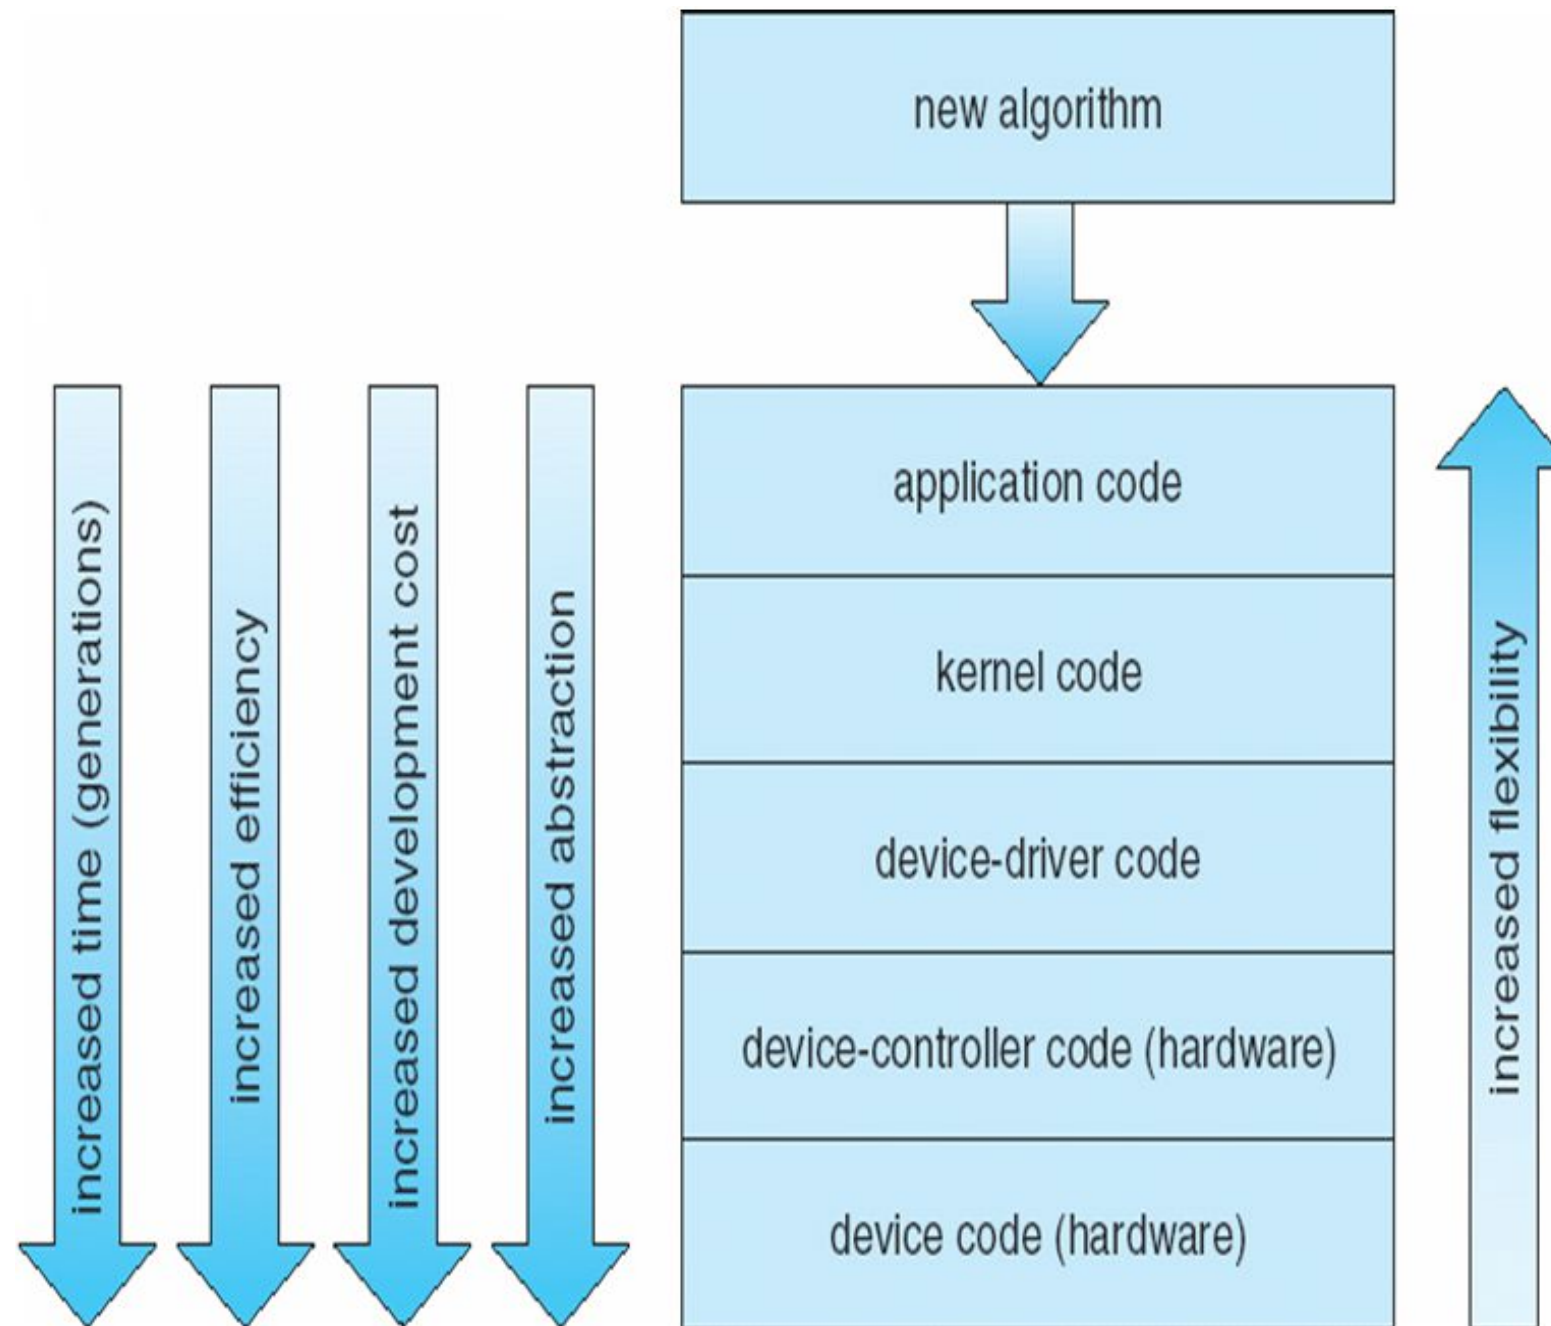 new algorithm
increased time (generations)
increased efficiency
increased development cost
increased abstraction
application code
kernel code
device-driver code
device-controller code (hardware)
device code (hardware)
increased flexibility